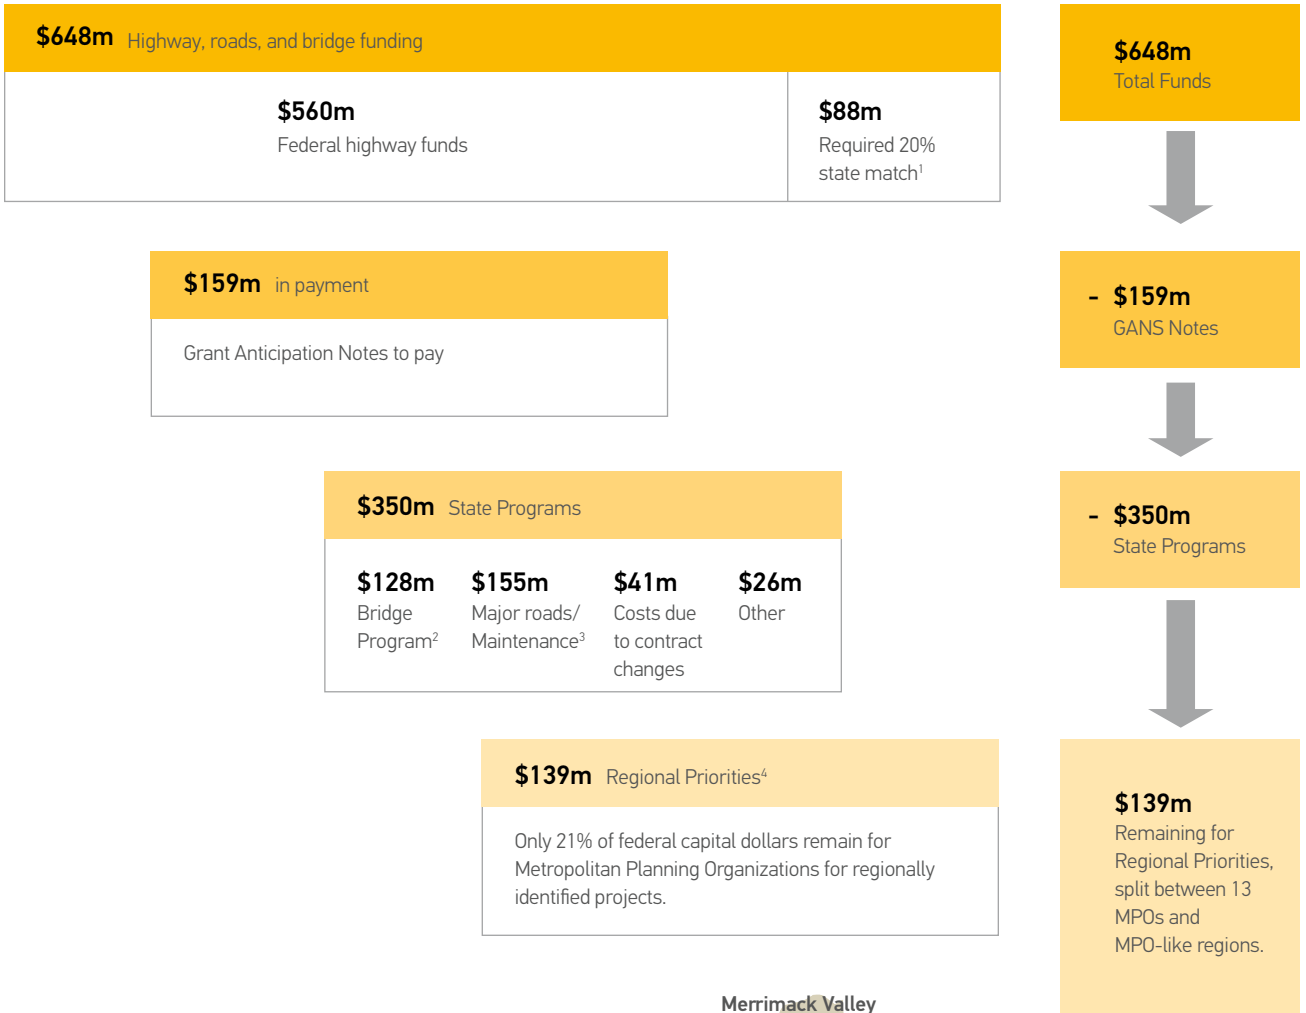 $648m Highway, roads, and bridge funding
$560m
Federal highway funds
$88m
Required 20%
state match¹
$159m in payment
Grant Anticipation Notes to pay
$350m State Programs
$128m
Bridge
Program²
$155m
Major roads/
Maintenance³
$41m
Costs due
to contract
changes
$26m
Other
$139m Regional Priorities⁴
Only 21% of federal capital dollars remain for
Metropolitan Planning Organizations for regionally
identified projects.
Merrimack Valley
$648m
Total Funds
- $159m
GANS Notes
- $350m
State Programs
$139m
Remaining for
Regional Priorities,
split between 13
MPOs and
MPO-like regions.